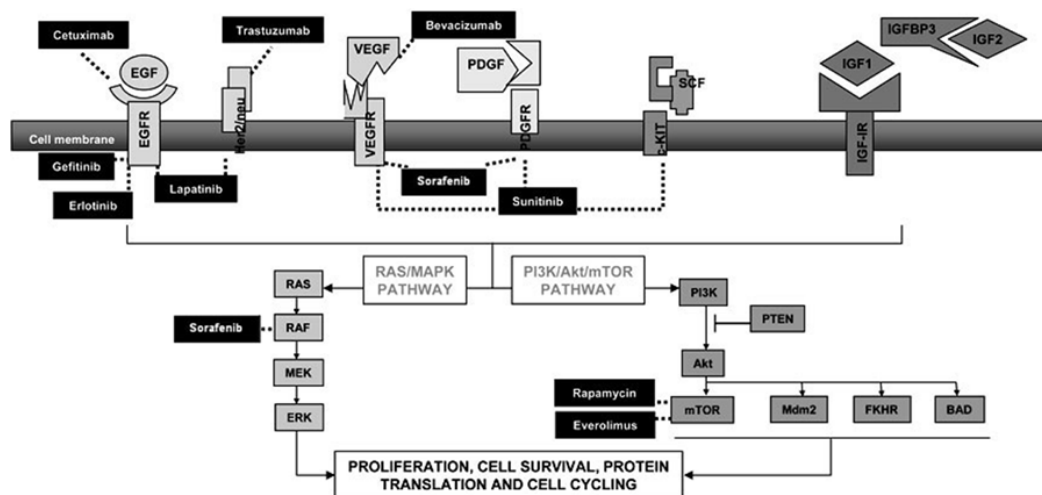 Cetuximab
Trastuzumab
Bevacizumab
EGF
VEGF
PDGF
SCF
IGF1
IGFBP3
IGF2
Cell membrane
EGFR
Her2/neu
VEGFR
PDGFR
c-KIT
IGF-IR
Gefitinib
Erlotinib
Lapatinib
Sorafenib
Sunitinib
RAS/MAPK
PATHWAY
PI3K/Akt/mTOR
PATHWAY
RAS
PI3K
Sorafenib
RAF
PTEN
MEK
Akt
Rapamycin
Everolimus
ERK
mTOR
Mdm2
FKHR
BAD
PROLIFERATION, CELL SURVIVAL, PROTEIN
TRANSLATION AND CELL CYCLING